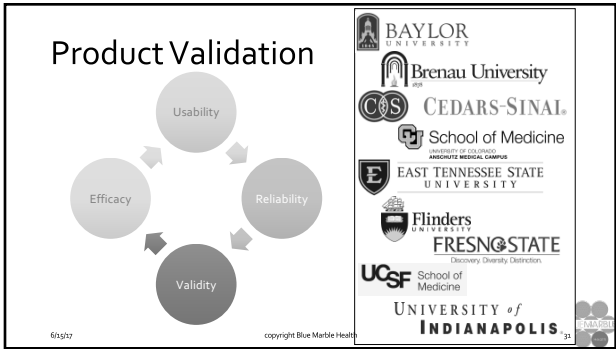 Product Validation
Usability
Reliability
Validity
Efficacy
BAYLOR
UNIVERSITY
Brenau University
1878
CEDARS-SINAI®
School of Medicine
UNIVERSITY OF COLORADO
ANSCHUTZ MEDICAL CAMPUS
EAST TENNESSEE STATE
UNIVERSITY
Flinders
UNIVERSITY
FRESNO STATE
Discovery. Diversity. Distinction.
UCSF School of
Medicine
UNIVERSITY of
INDIANAPOLIS.
6/15/17
copyright Blue Marble Health
31